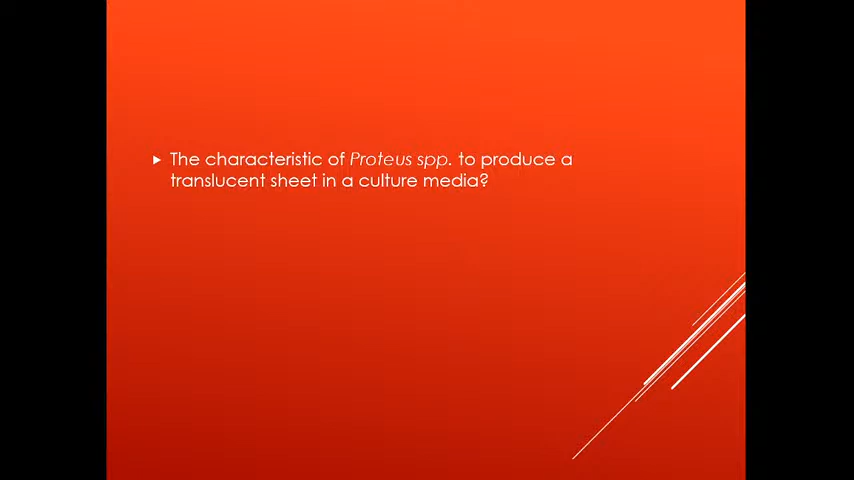 The characteristic of Proteus spp. to produce a
translucent sheet in a culture media?